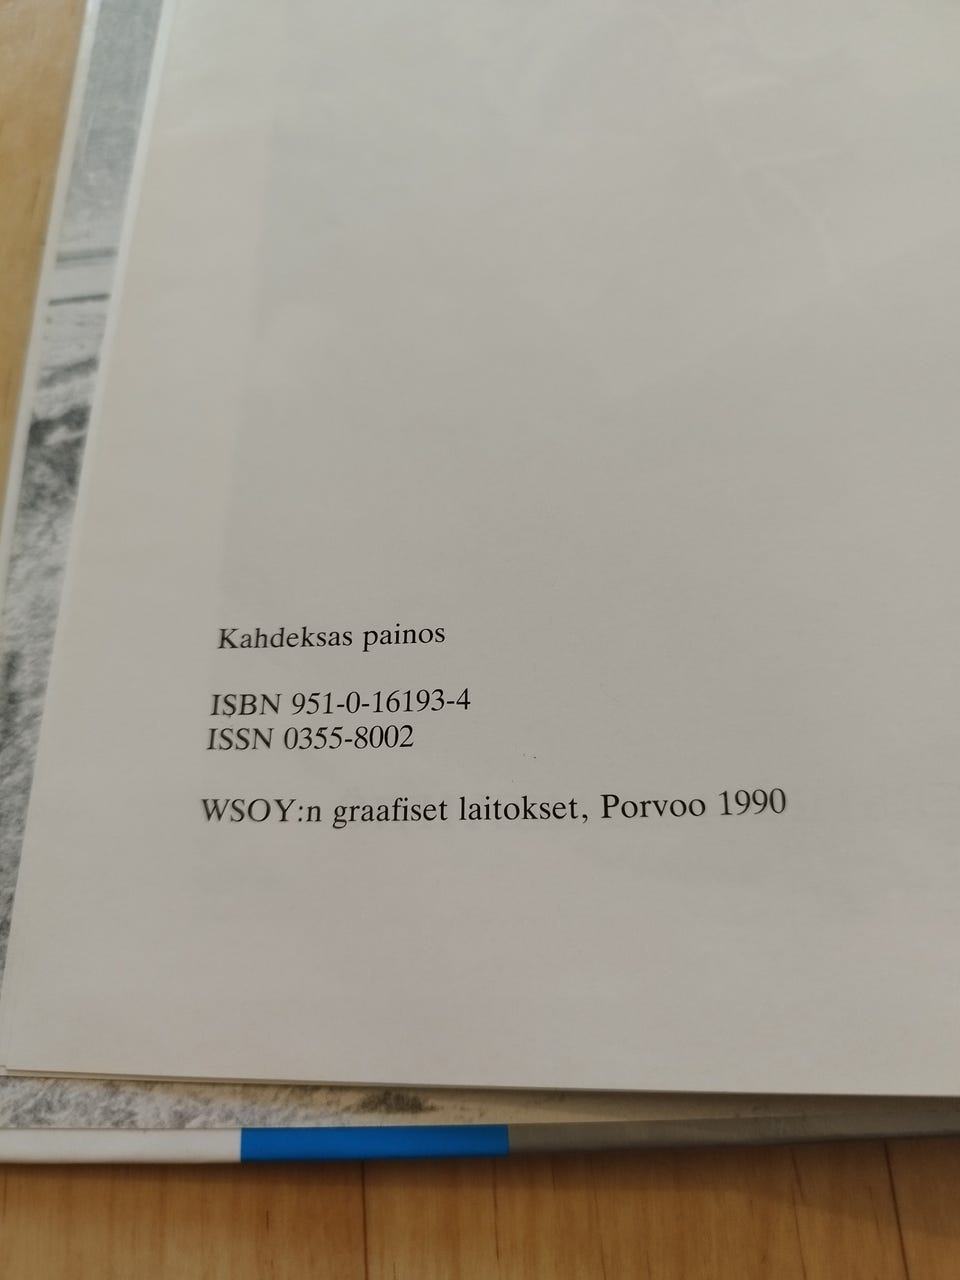 Kahdeksas painos
ISBN 951-0-16193-4
ISSN 0355-8002
WSOY:n graafiset laitokset, Porvoo 1990